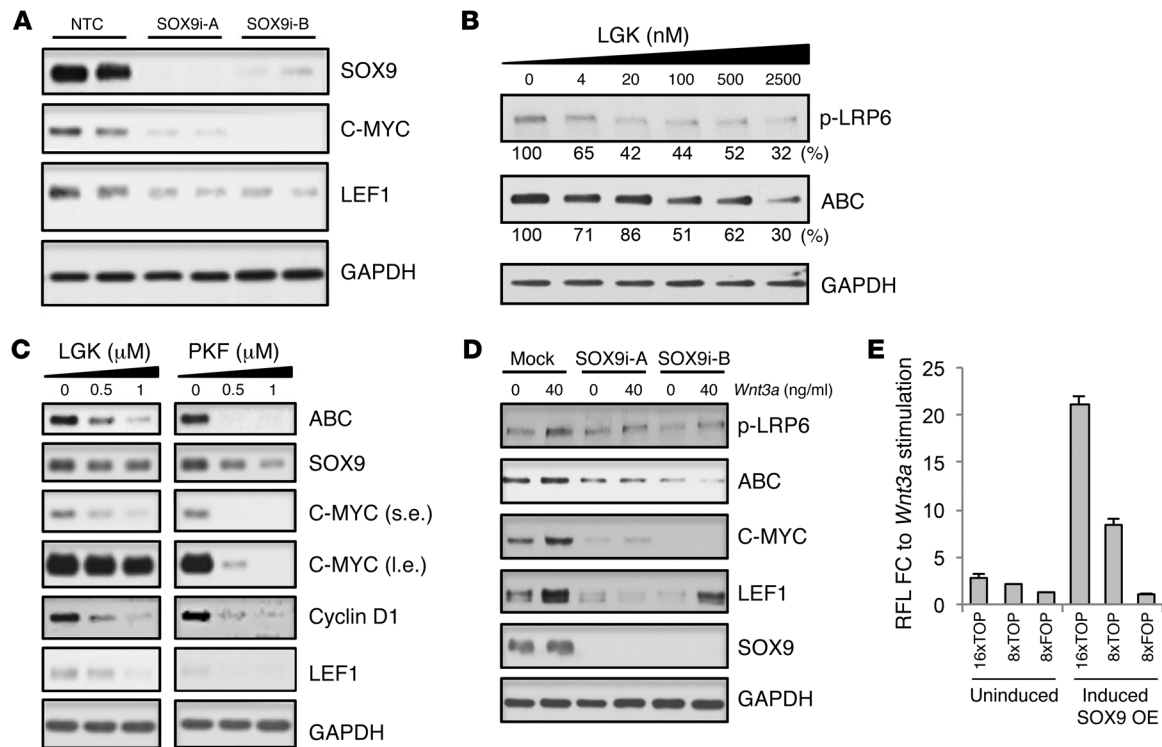 A
NTC SOX9i-A SOX9i-B
SOX9
C-MYC
LEF1
GAPDH
B
LGK (nM)
0 4 20 100 500 2500
p-LRP6
100 65 42 44 52 32 (%)
ABC
100 71 86 51 62 30 (%)
GAPDH
C
LGK (μM) PKF (μM)
0 0.5 1 0 0.5 1
ABC
SOX9
C-MYC (s.e.)
C-MYC (l.e.)
Cyclin D1
LEF1
GAPDH
D
Mock SOX9i-A SOX9i-B
0 40 0 40 0 40 Wnt3a (ng/ml)
p-LRP6
ABC
C-MYC
LEF1
SOX9
GAPDH
E
RFL FC to Wnt3a stimulation
25
20
15
10
5
0
16xTOP 8xTOP 8xFOP 16xTOP 8xTOP 8xFOP
Uninduced Induced
SOX9 OE